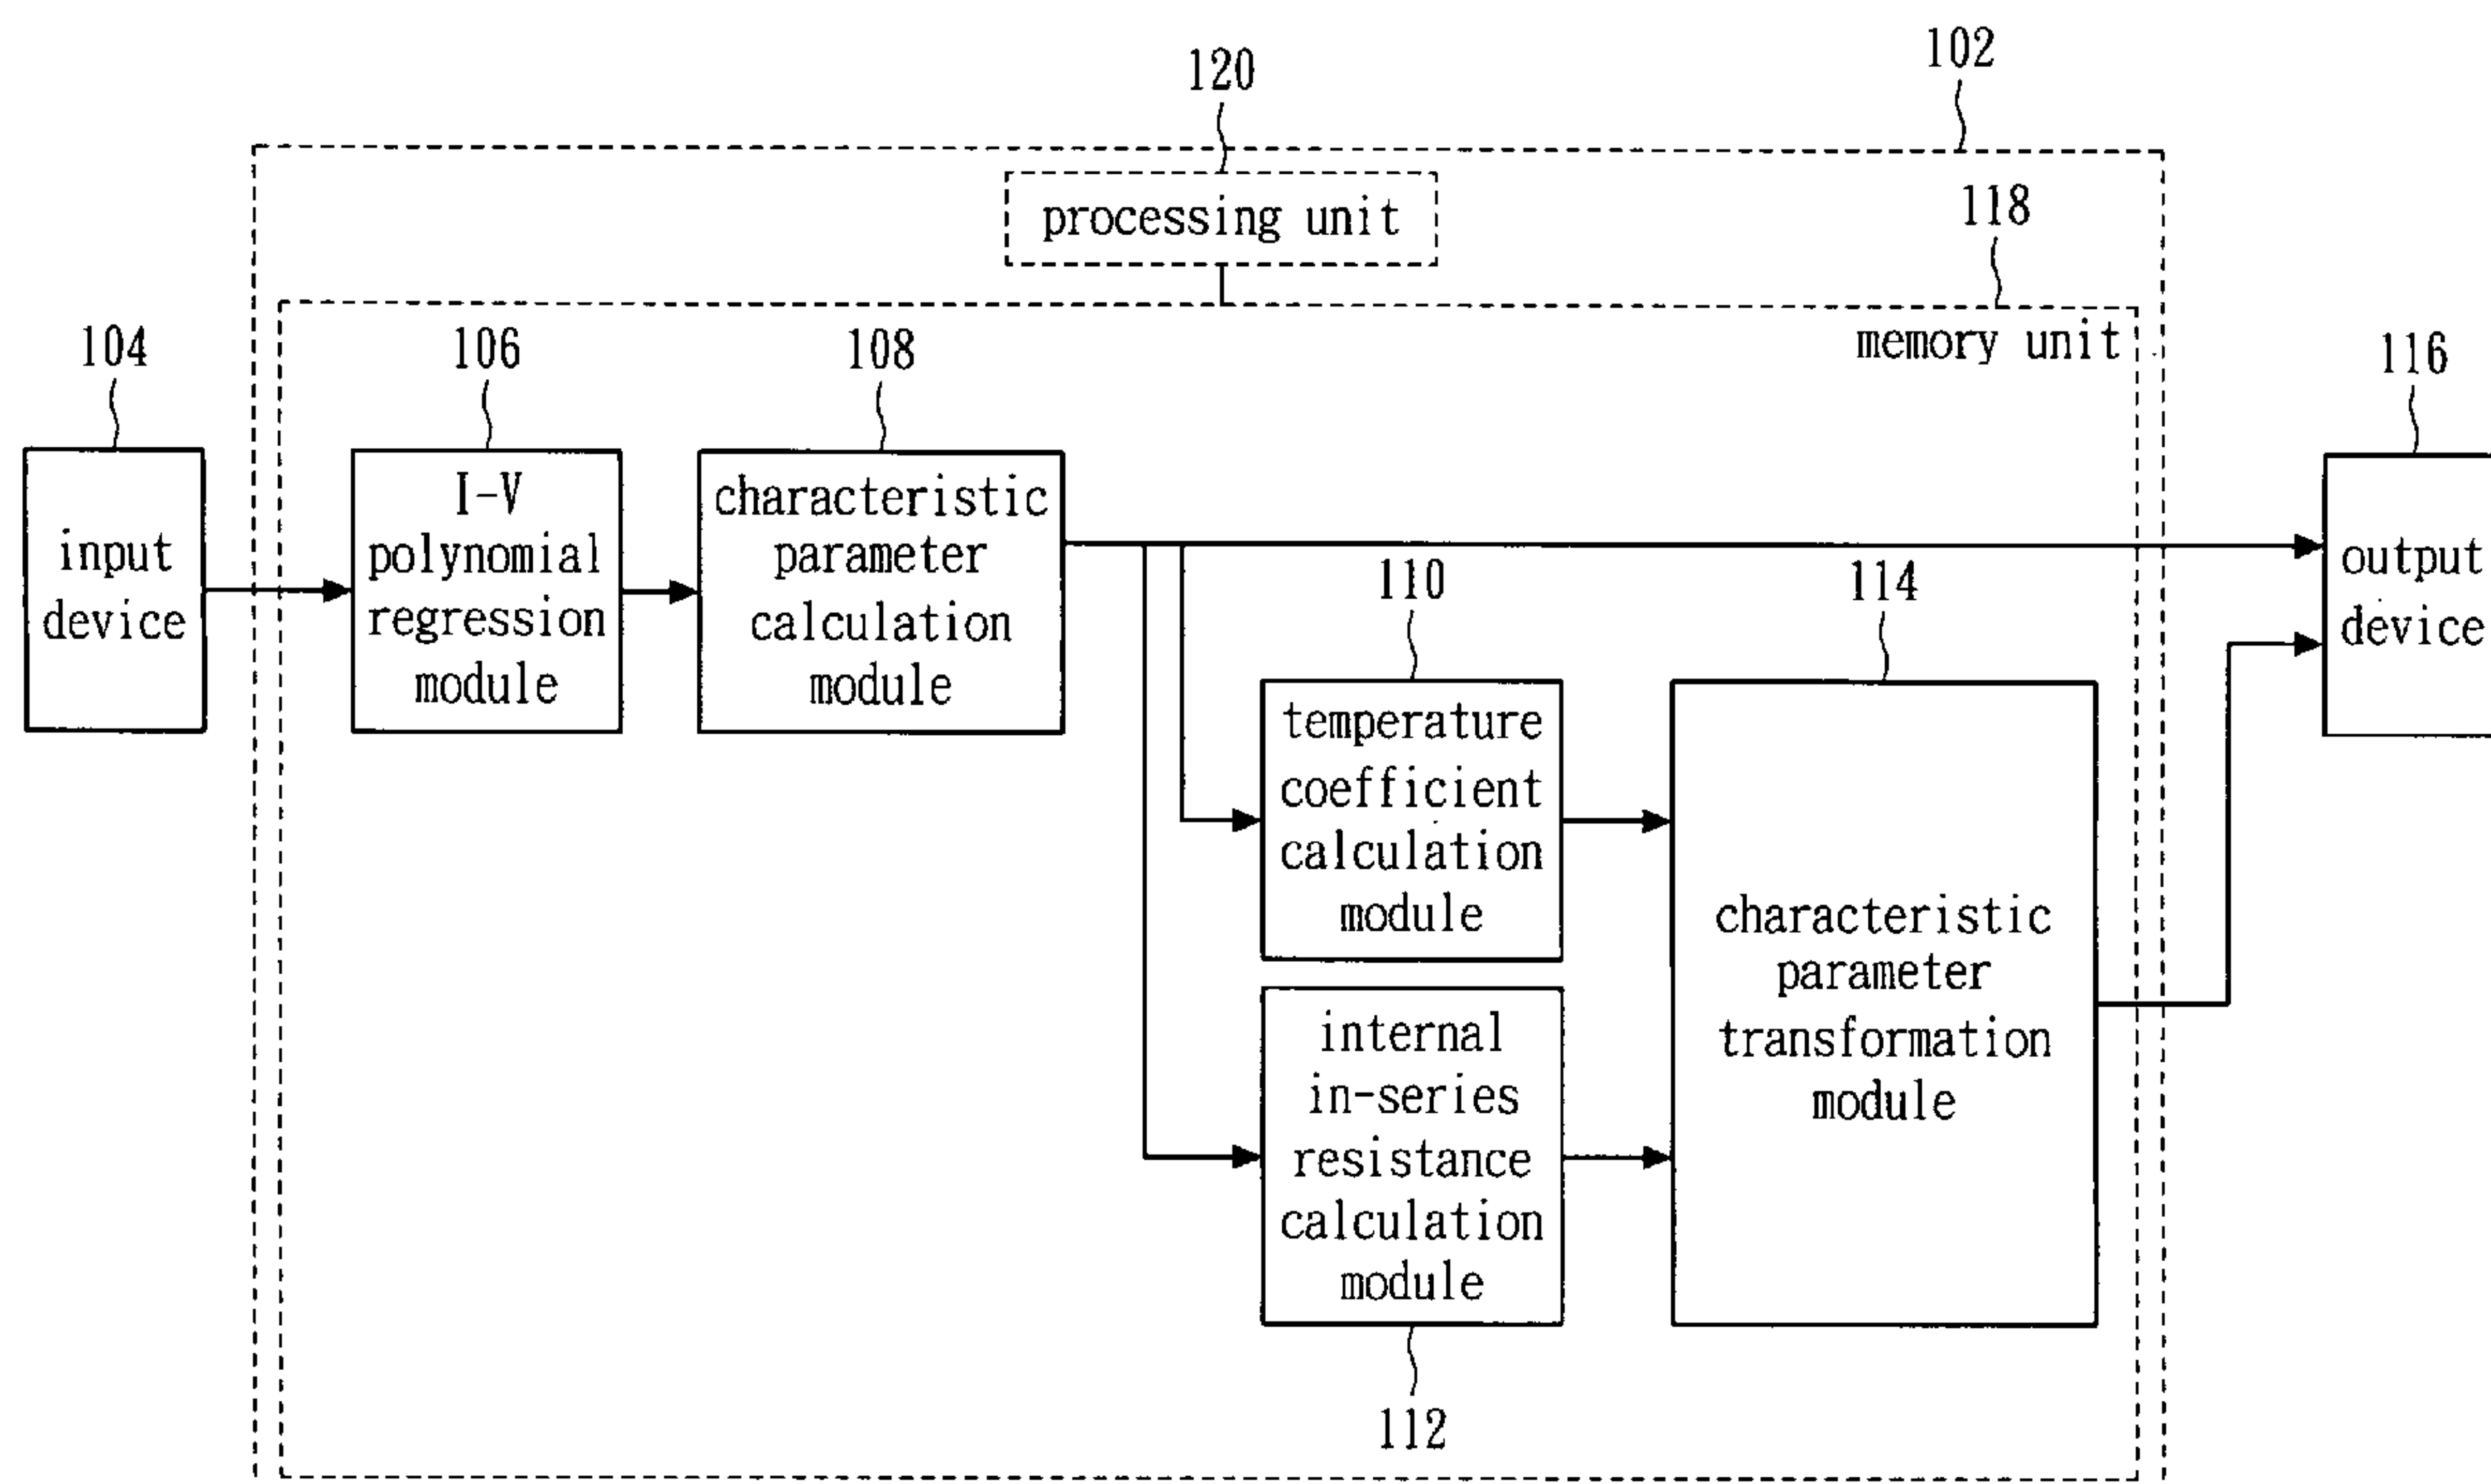 102
120
processing unit
118
memory unit
104
106
108
116
input
device
I-V
polynomial
regression
module
characteristic
parameter
calculation
module
output
device
110
114
temperature
coefficient
calculation
module
characteristic
parameter
transformation
module
internal
in-series
resistance
calculation
module
112